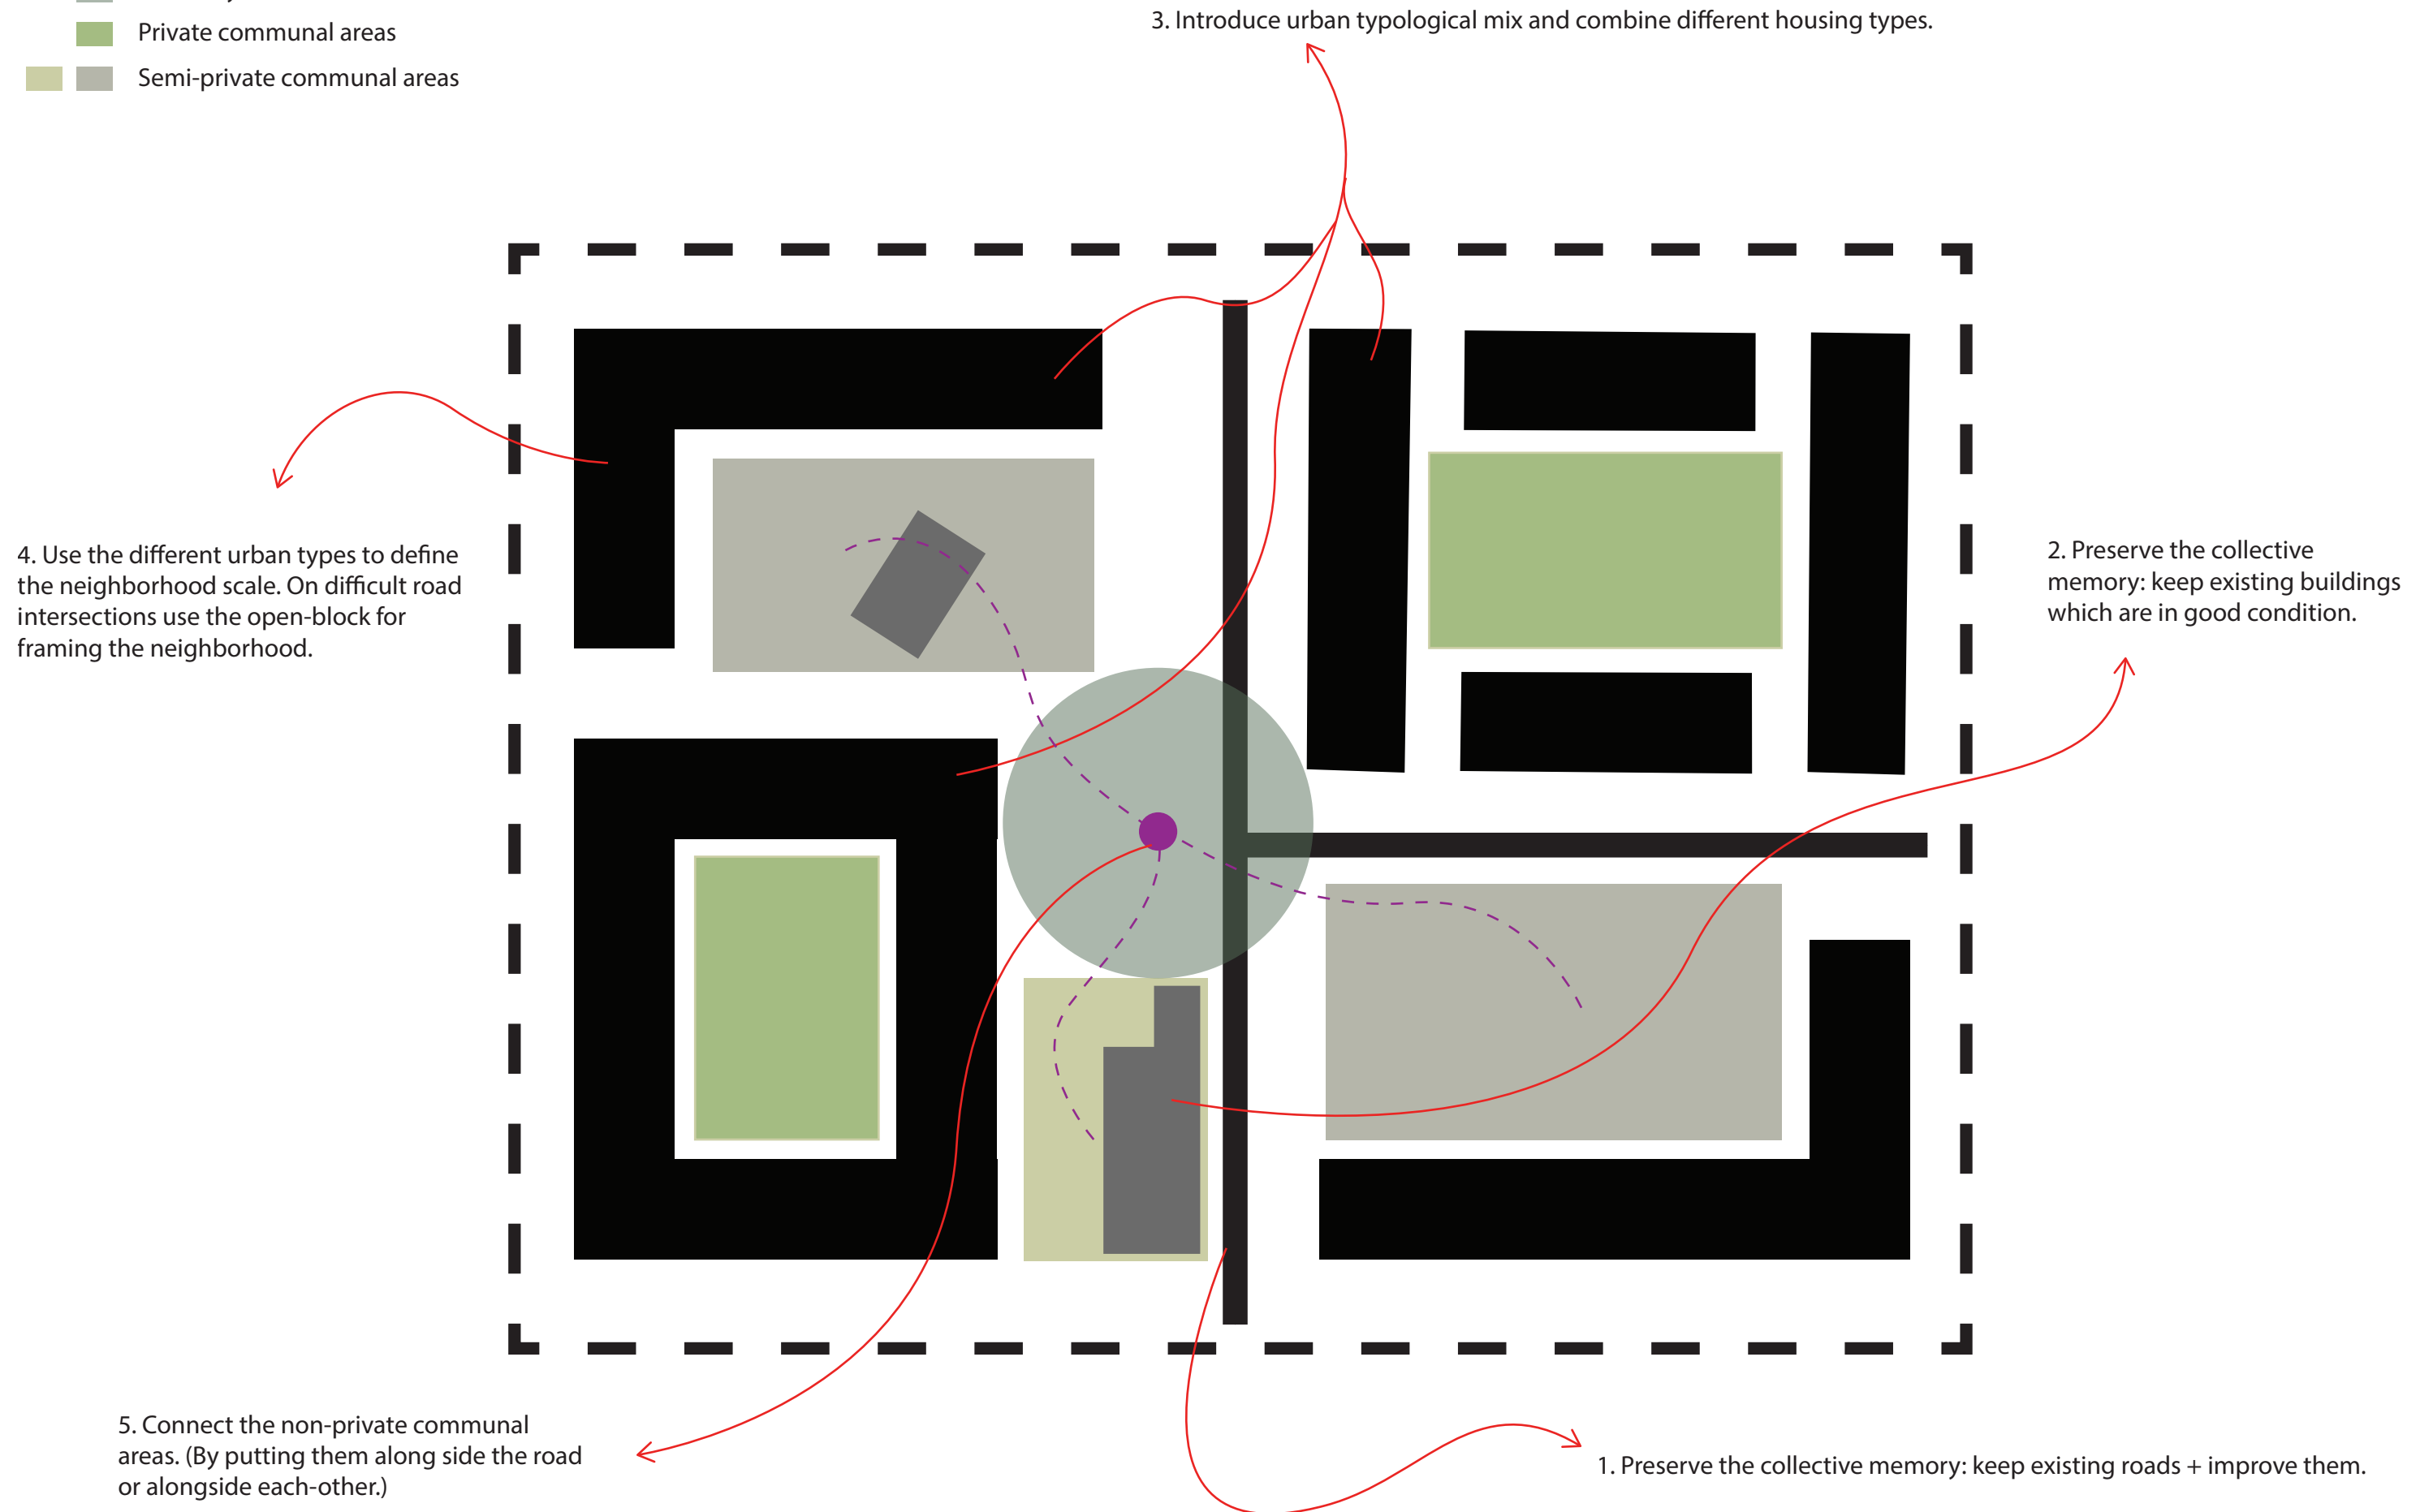 Private communal areas
Semi-private communal areas
3. Introduce urban typological mix and combine different housing types.
4. Use the different urban types to define
the neighborhood scale. On difficult road
intersections use the open-block for
framing the neighborhood.
2. Preserve the collective
memory: keep existing buildings
which are in good condition.
5. Connect the non-private communal
areas. (By putting them along side the road
or alongside each-other.)
1. Preserve the collective memory: keep existing roads + improve them.